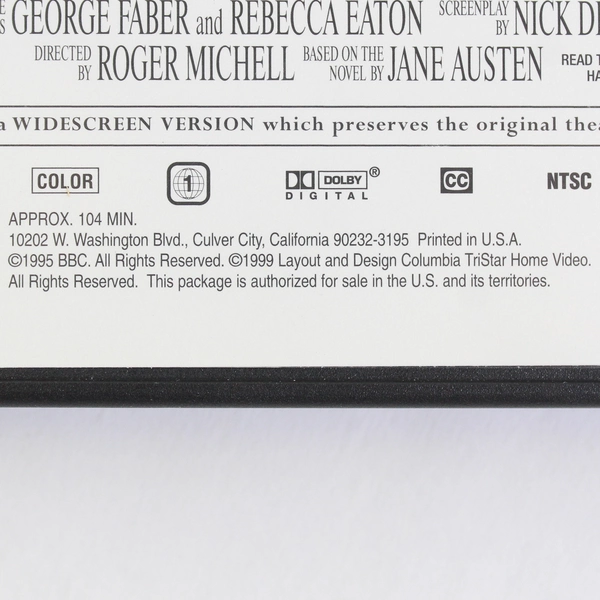 GEORGE FABER and REBECCA EATON SCREENPLAY BY NICK
DIRECTED BY ROGER MICHELL BASED ON THE NOVEL BY JANE AUSTEN READ
a WIDESCREEN VERSION which preserves the original
COLOR 1 DOLBY® DIGITAL CC NTSC
APPROX. 104 MIN.
10202 W. Washington Blvd., Culver City, California 90232-3195 Printed in U.S.A.
©1995 BBC. All Rights Reserved. ©1999 Layout and Design Columbia TriStar Home Video.
All Rights Reserved. This package is authorized for sale in the U.S. and its territories.